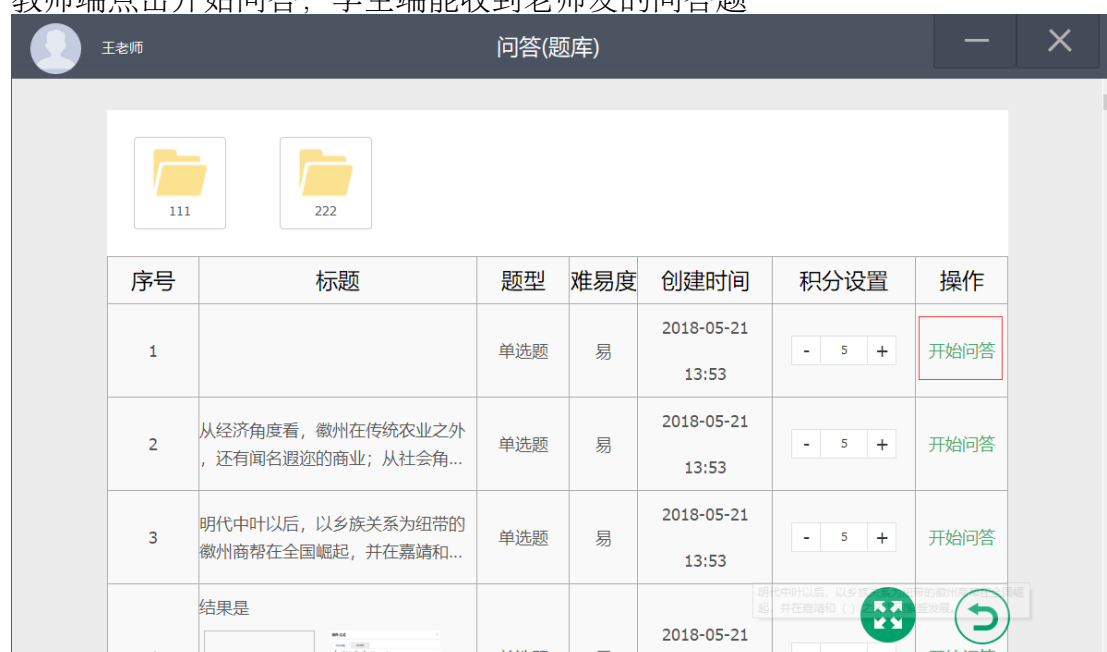 教师端点击开始问答，学生端能收到老师发的问答题
王老师
问答(题库)
111
222
序号 标题 题型 难易度 创建时间 积分设置 操作
1 单选题 易 2018-05-21 13:53 - 5 + 开始问答
2 从经济角度看，徽州在传统农业之外
，还有闻名遐迩的商业；从社会角... 单选题 易 2018-05-21 13:53 - 5 + 开始问答
3 明代中叶以后，以乡族关系为纽带的
徽州商帮在全国崛起，并在嘉靖和... 单选题 易 2018-05-21 13:53 - 5 + 开始问答
结果是
2018-05-21